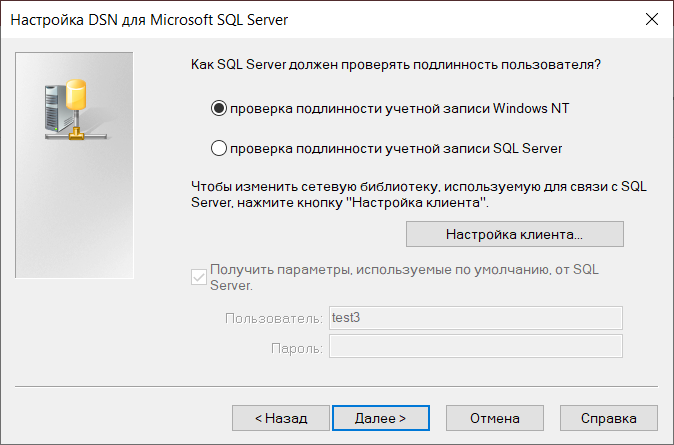 Настройка DSN для Microsoft SQL Server
Как SQL Server должен проверять подлинность пользователя?
проверка подлинности учетной записи Windows NT
проверка подлинности учетной записи SQL Server
Чтобы изменить сетевую библиотеку, используемую для связи с SQL
Server, нажмите кнопку "Настройка клиента".
Настройка клиента...
Получить параметры, используемые по умолчанию, от SQL
Server.
Пользователь: test3
Пароль:
< Назад Далее > Отмена Справка